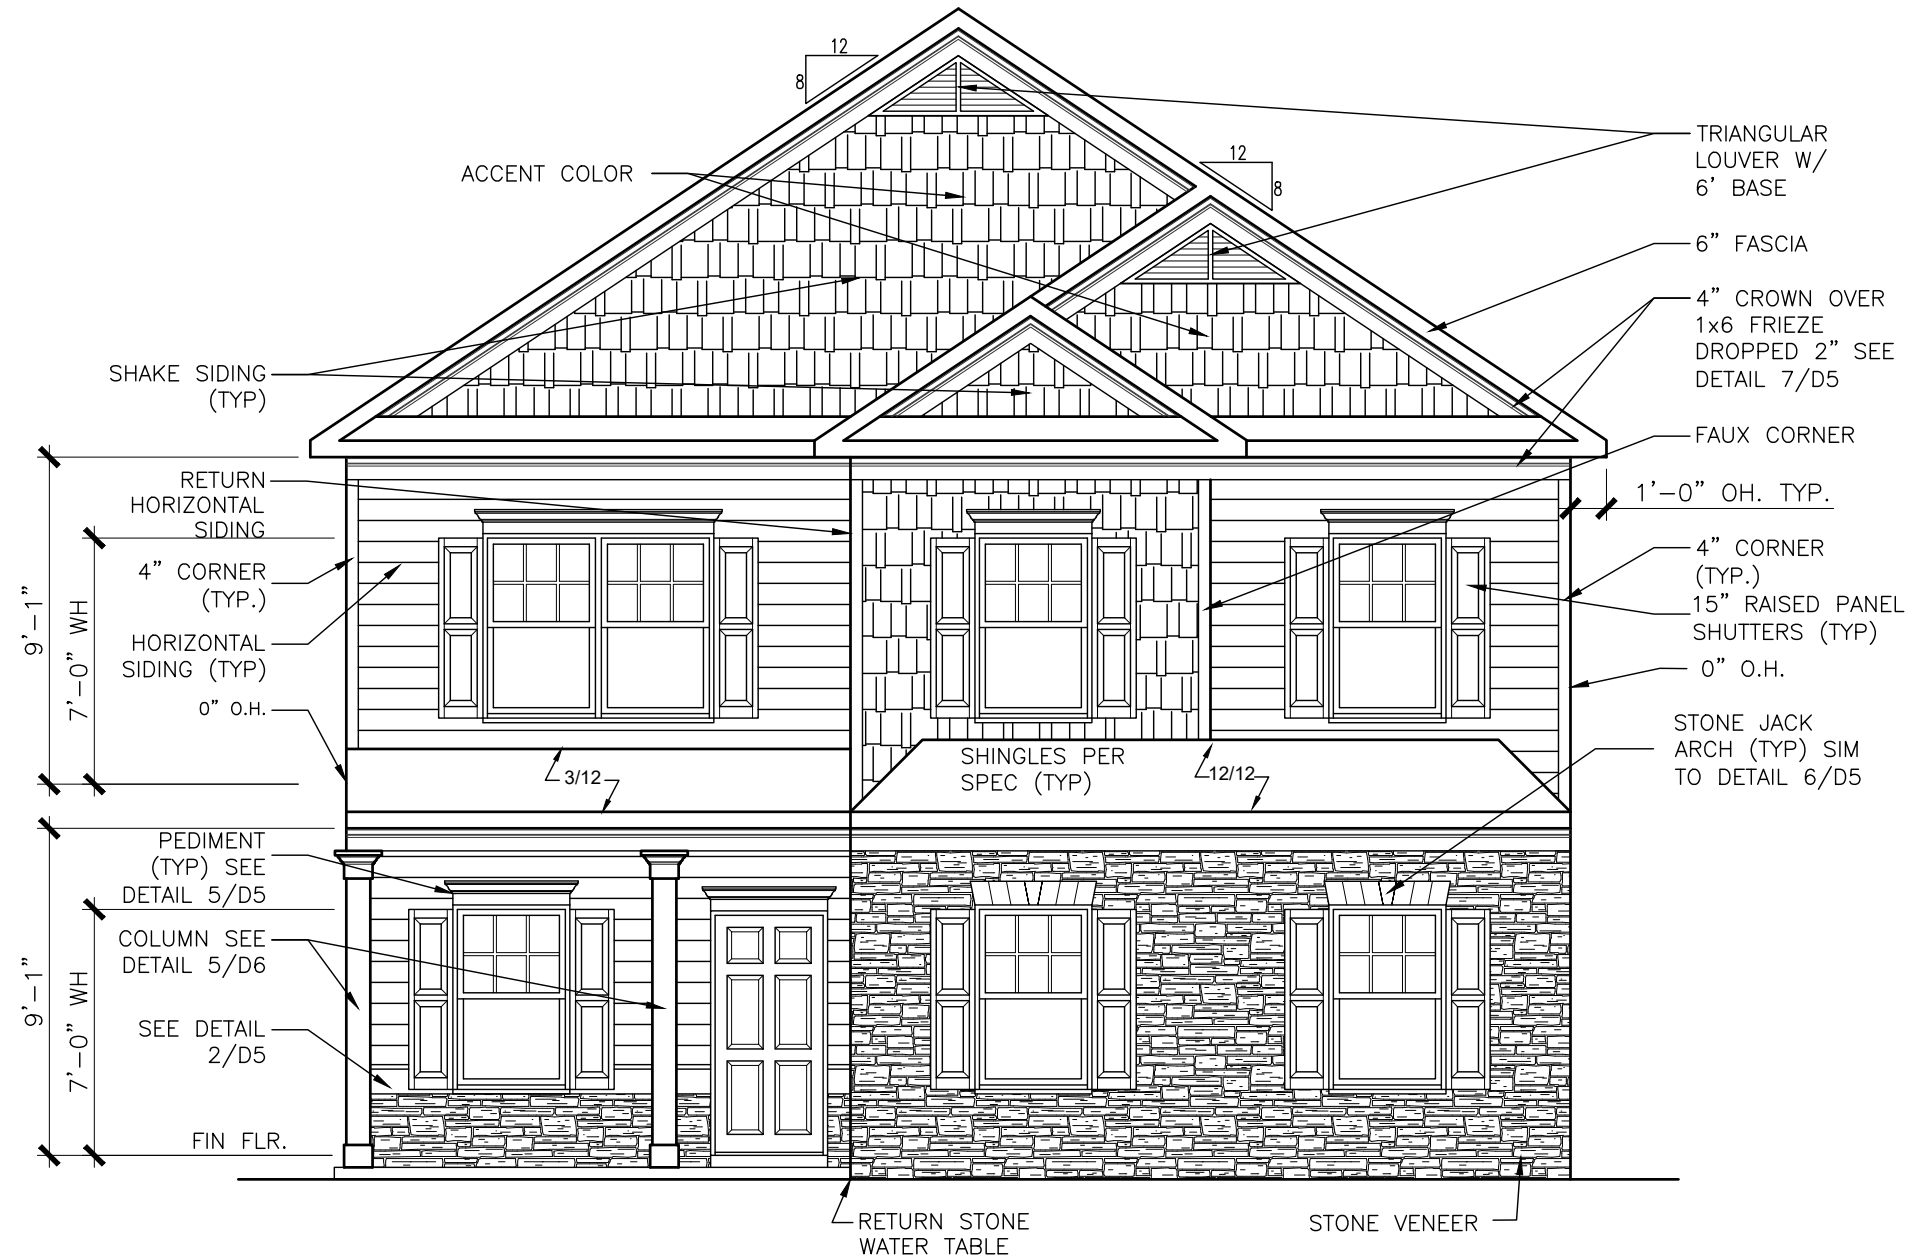 12
8
12
8
TRIANGULAR
LOUVER W/
6' BASE
ACCENT COLOR
6" FASCIA
4" CROWN OVER
1x6 FRIEZE
DROPPED 2" SEE
DETAIL 7/D5
SHAKE SIDING
(TYP)
FAUX CORNER
RETURN
HORIZONTAL
SIDING
1'-0" OH. TYP.
4" CORNER
(TYP.)
4" CORNER
(TYP.)
15" RAISED PANEL
SHUTTERS (TYP)
9'-1"
7'-0" WH
HORIZONTAL
SIDING (TYP)
0" O.H.
0" O.H.
STONE JACK
ARCH (TYP) SIM
TO DETAIL 6/D5
SHINGLES PER
SPEC (TYP)
3/12
12/12
PEDIMENT
(TYP) SEE
DETAIL 5/D5
COLUMN SEE
DETAIL 5/D6
9'-1"
7'-0" WH
SEE DETAIL
2/D5
FIN FLR.
RETURN STONE
WATER TABLE
STONE VENEER